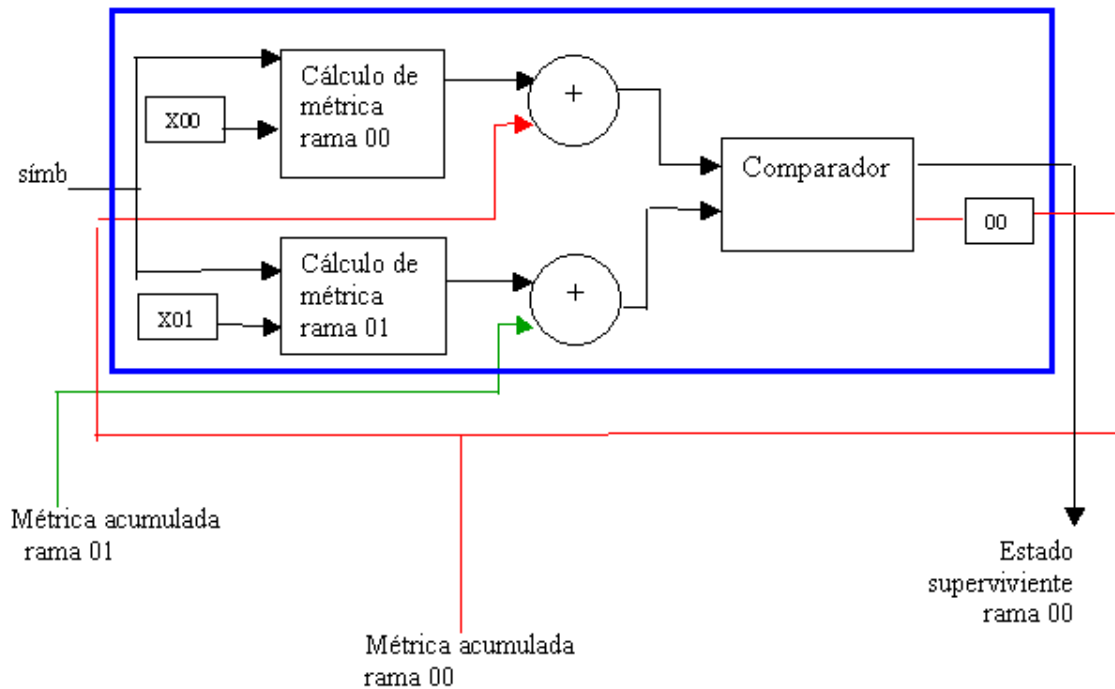 Cálculo de
métrica
rama 00
+
X00
Comparador
símb
00
Cálculo de
métrica
rama 01
+
X01
Métrica acumulada
rama 01
Estado
superviviente
rama 00
Métrica acumulada
rama 00